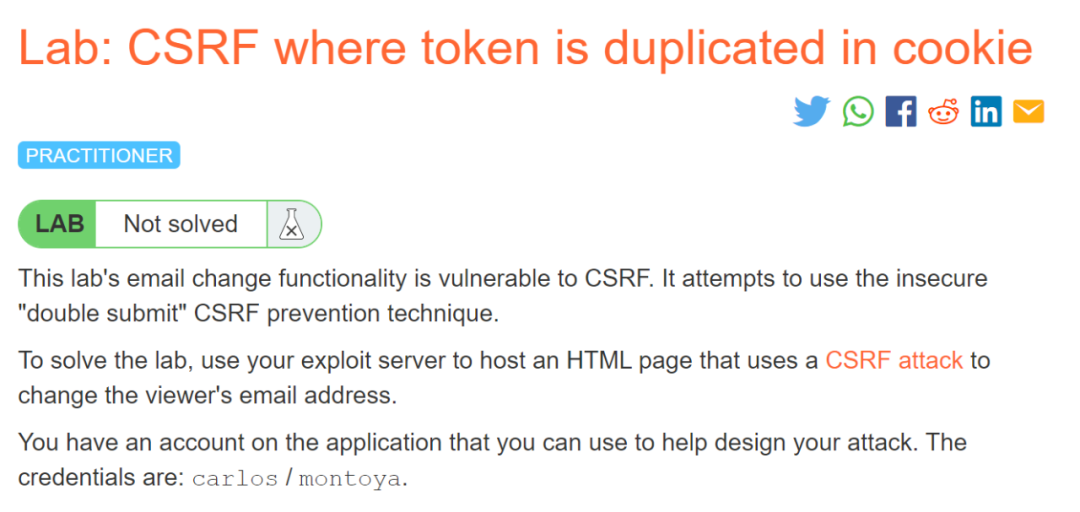 Lab: CSRF where token is duplicated in cookie
PRACTITIONER
LAB Not solved
This lab's email change functionality is vulnerable to CSRF. It attempts to use the insecure
"double submit" CSRF prevention technique.
To solve the lab, use your exploit server to host an HTML page that uses a CSRF attack to
change the viewer's email address.
You have an account on the application that you can use to help design your attack. The
credentials are: carlos / montoya.